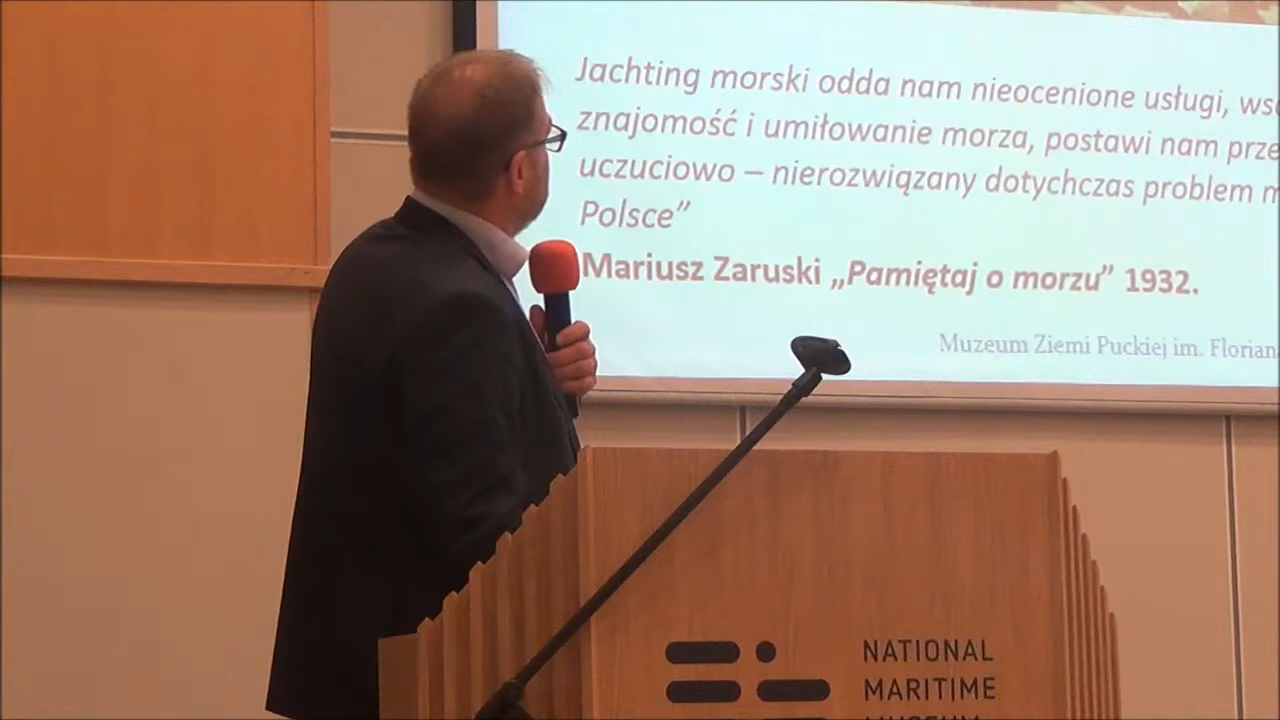 Jachting morski odda nam nieocenione usługi,
znajomość i umiłowanie morza, postawi nam
uczuciowo – nierozwiązany dotychczas problem
Polsce”
Mariusz Zaruski „Pamiętaj o morzu” 1932.
Muzeum Ziemi Puckiej im.
NATIONAL
MARITIME
MUSEUM